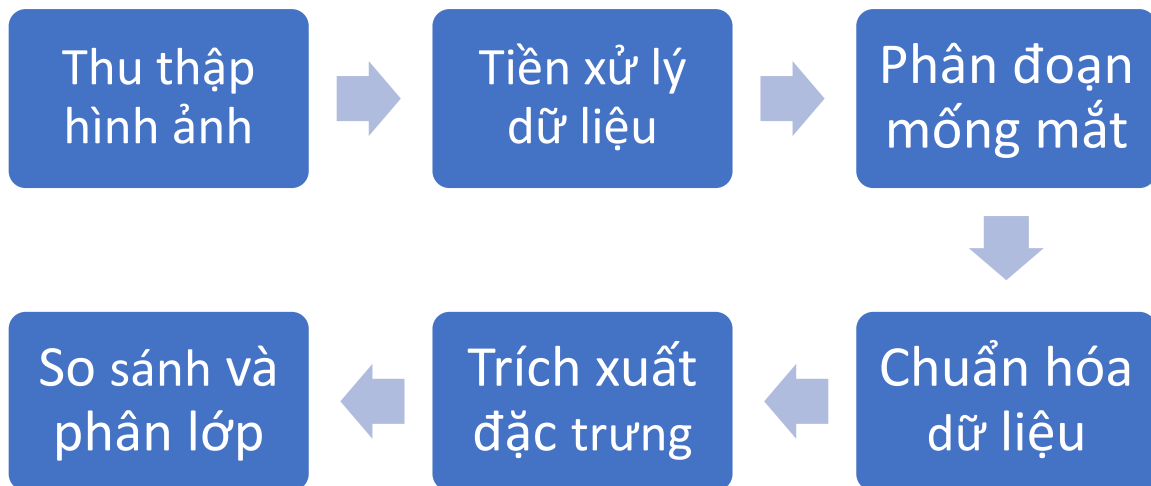 Thu thập
hình ảnh
Tiền xử lý
dữ liệu
Phân đoạn
mống mắt
Chuẩn hóa
dữ liệu
Trích xuất
đặc trưng
So sánh và
phân lớp